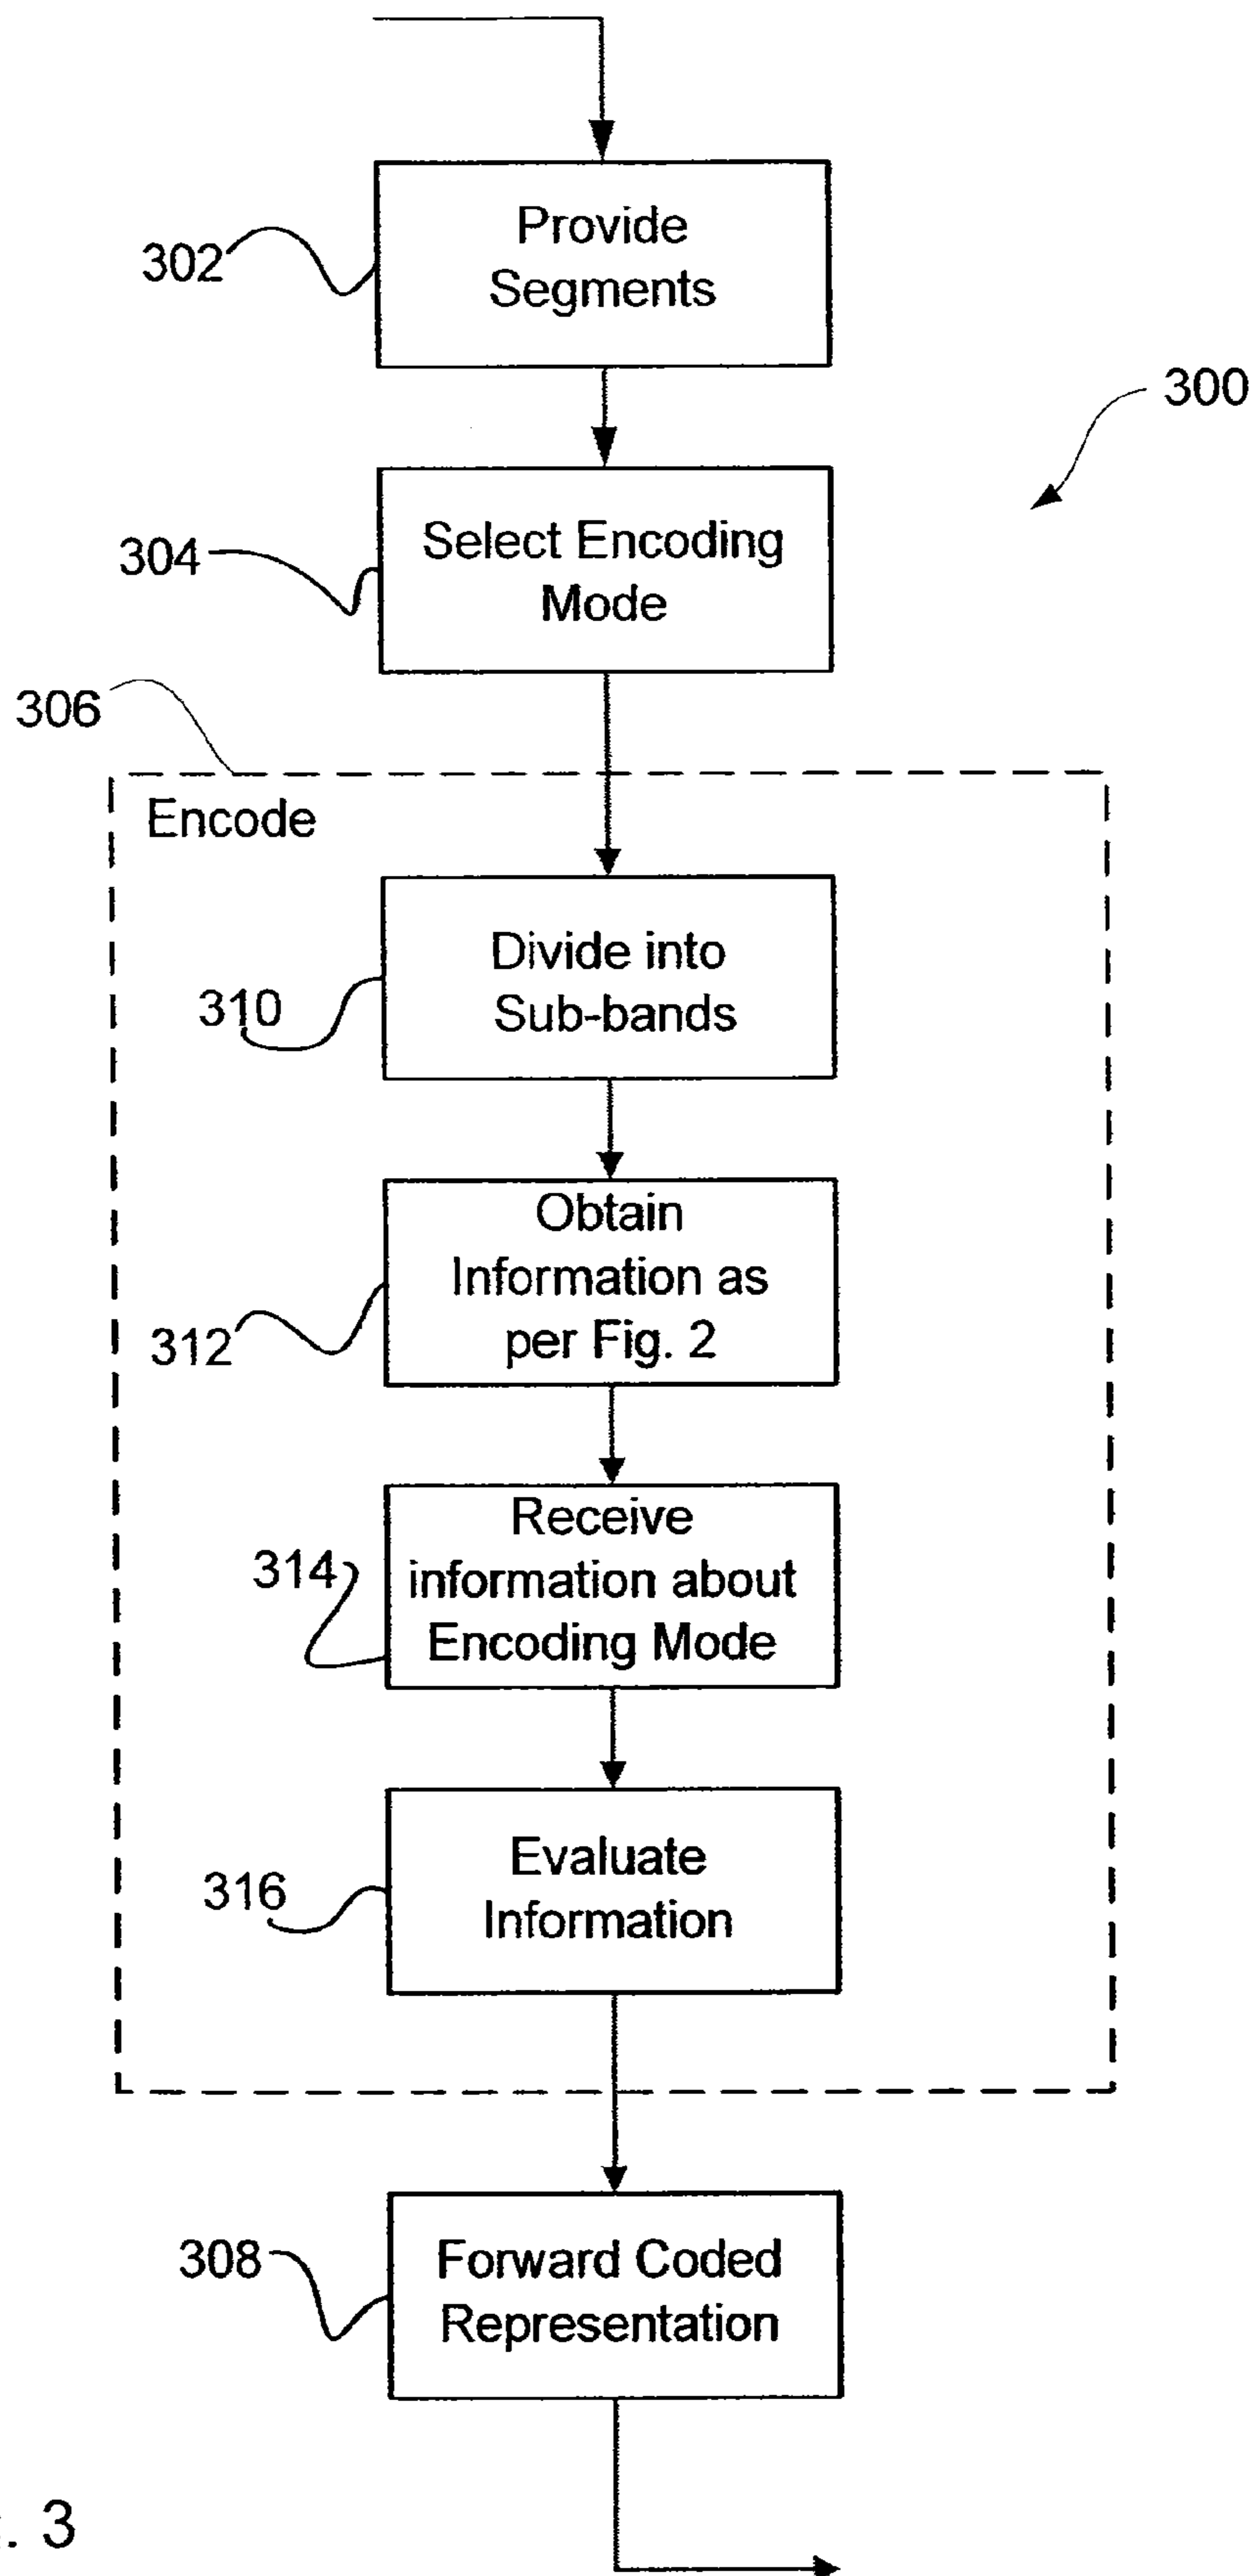 Provide
Segments
302
300
Select Encoding
Mode
304
306
Encode
Divide into
Sub-bands
310
Obtain
Information as
per Fig. 2
312
Receive
information about
Encoding Mode
314
Evaluate
Information
316
Forward Coded
Representation
308
. 3